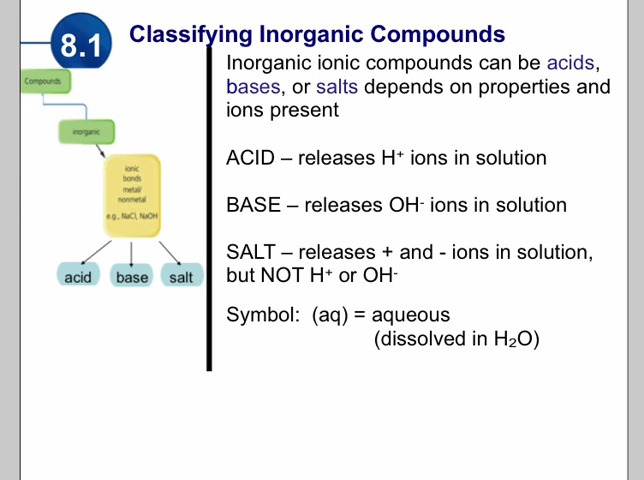 8.1
Classifying Inorganic Compounds
Compounds
inorganic
ionic
bonds
metal/
nonmetal
e.g., NaCl, NaOH
acid base salt
Inorganic ionic compounds can be acids,
bases, or salts depends on properties and
ions present
ACID – releases H⁺ ions in solution
BASE – releases OH⁻ ions in solution
SALT – releases + and - ions in solution,
but NOT H⁺ or OH⁻
Symbol: (aq) = aqueous
(dissolved in H₂O)